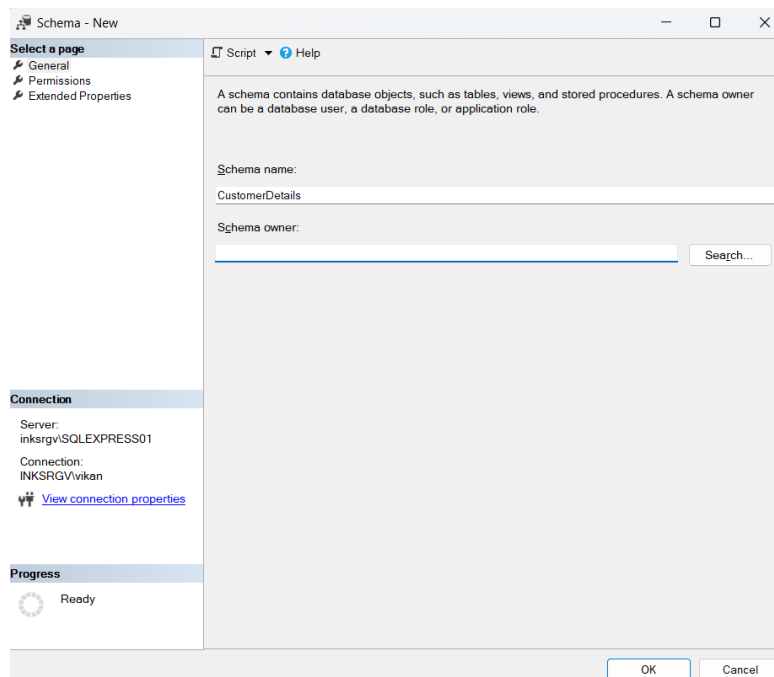 Schema - New
Select a page
General
Permissions
Extended Properties
Script
Help
A schema contains database objects, such as tables, views, and stored procedures. A schema owner
can be a database user, a database role, or application role.
Schema name:
CustomerDetails
Schema owner:
Search...
Connection
Server:
inksrgv\SQLEXPRESS01
Connection:
INKSRGV\vikan
View connection properties
Progress
Ready
OK
Cancel